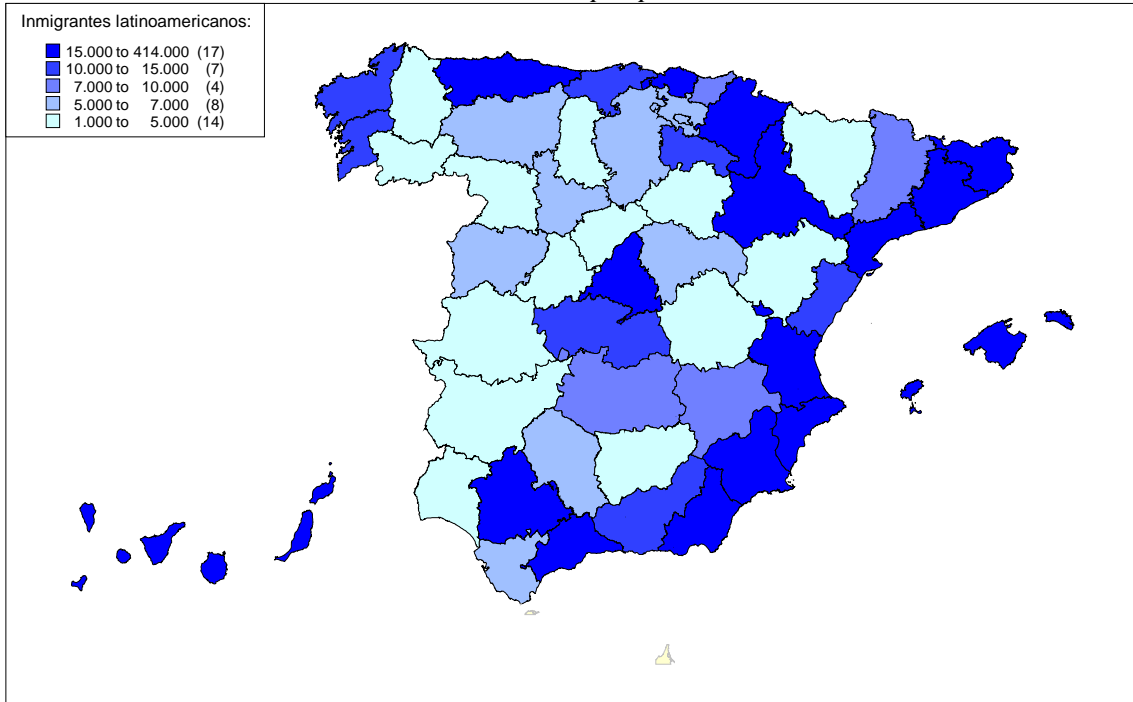 Inmigrantes latinoamericanos:
15.000 to 414.000 (17)
10.000 to 15.000 (7)
7.000 to 10.000 (4)
5.000 to 7.000 (8)
1.000 to 5.000 (14)